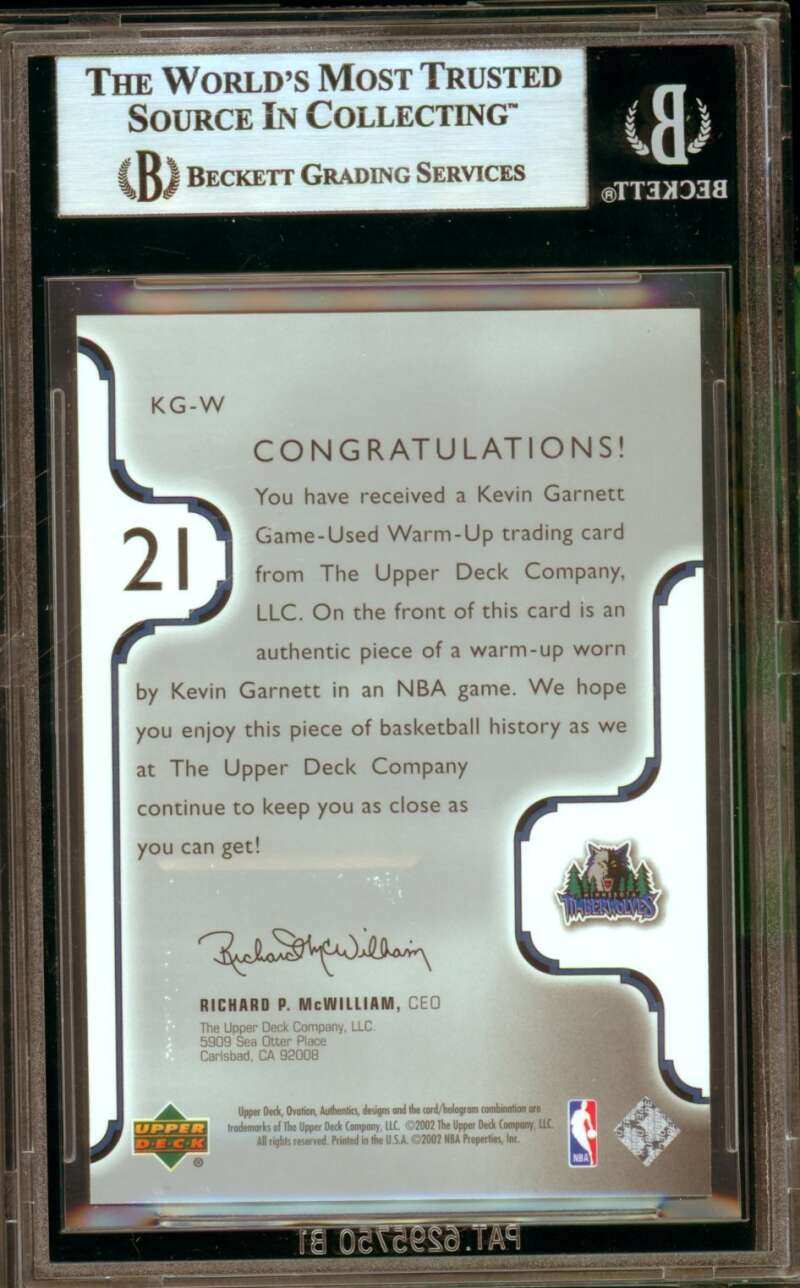 THE WORLD'S MOST TRUSTED
SOURCE IN COLLECTING™
B BECKETT GRADING SERVICES
B
BECKETT®
KG-W
CONGRATULATIONS!
You have received a Kevin Garnett
21
Game-Used Warm-Up trading card
from The Upper Deck Company,
LLC. On the front of this card is an
authentic piece of a warm-up worn
by Kevin Garnett in an NBA game. We hope
you enjoy this piece of basketball history as we
at The Upper Deck Company
continue to keep you as close as
you can get!
MINNESOTA
TIMBERWOLVES
Richard McWilliam
RICHARD P. McWILLIAM, CEO
The Upper Deck Company, LLC.
5909 Sea Otter Place
Carlsbad, CA 92008
UPPER
DECK
®
Upper Deck, Ovation, Authentics, designs and the card/hologram combination are
trademarks of The Upper Deck Company, LLC. ©2002 The Upper Deck Company, LLC.
All rights reserved. Printed in the U.S.A. ©2002 NBA Properties, Inc.
NBA
PAT.6295750 B1